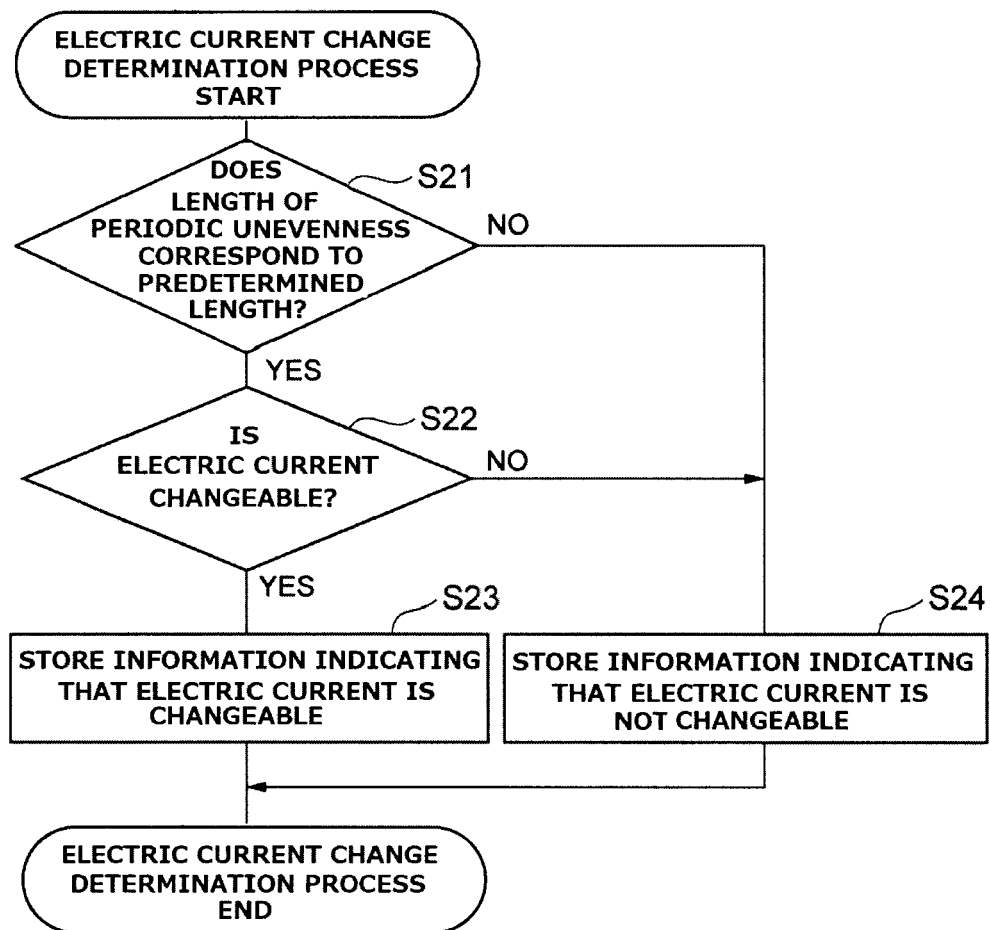 ELECTRIC CURRENT CHANGE
DETERMINATION PROCESS
START
DOES
LENGTH OF
PERIODIC UNEVENNESS
CORRESPOND TO
PREDETERMINED
LENGTH?
S21
NO
YES
IS
ELECTRIC CURRENT
CHANGEABLE?
S22
NO
YES
S23
STORE INFORMATION INDICATING
THAT ELECTRIC CURRENT IS
CHANGEABLE
S24
STORE INFORMATION INDICATING
THAT ELECTRIC CURRENT IS
NOT CHANGEABLE
ELECTRIC CURRENT CHANGE
DETERMINATION PROCESS
END